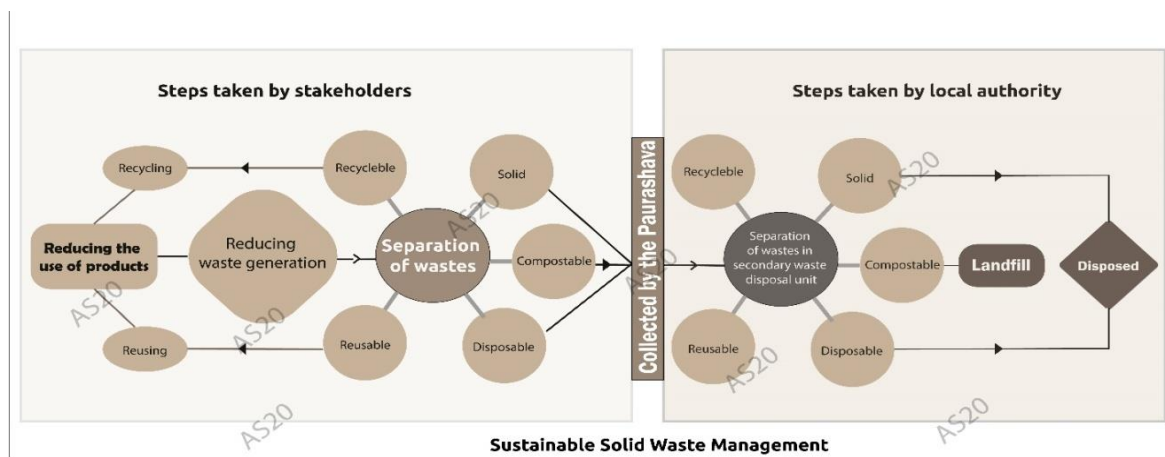 Steps taken by stakeholders
Recycling
Recycleble
Solid
Reducing the
use of products
Reducing
waste generation
Separation
of wastes
Compostable
Reusing
Reusable
Disposable
Collected by the Paurashava
Steps taken by local authority
Recycleble
Solid
Separation
of wastes in
secondary waste
disposal unit
Compostable
Landfill
Disposed
Reusable
Disposable
Sustainable Solid Waste Management
AS20
AS20
AS20
AS20
AS20
AS20
AS20
AS20